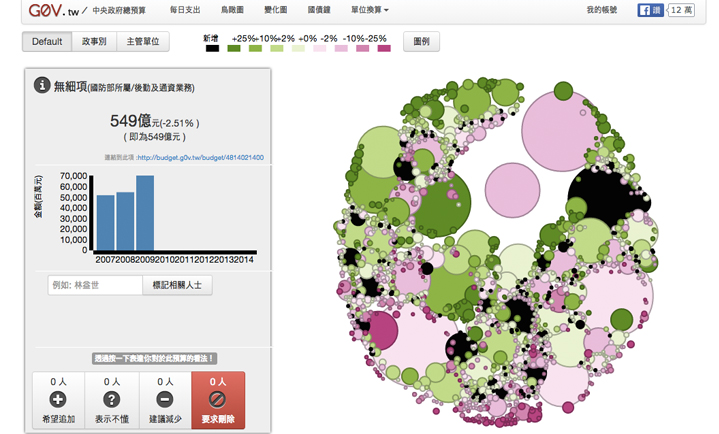 G0V.tw / 中央政府總預算 每日支出 鳥瞰圖 變化圖 國債鐘 單位換算 我的帳號 讚 12 萬
Default 政事別 主管單位 新增 +25% +10% +2% +0% -2% -10% -25% 圖例
無細項(國防部所屬/後勤及通資業務)
549億元(-2.51% )
( 即為549億元 )
連結到此項 :http://budget.g0v.tw/budget/4814021400
金額(百萬元)
70,000
60,000
50,000
40,000
30,000
20,000
10,000
0
2007 2008 2009 2010 2011 2012 2013 2014
例如: 林益世 標記相關人士
透過按一下表達你對於此預算的看法！
0 人 0 人 0 人 0 人
希望追加 表示不懂 建議減少 要求刪除